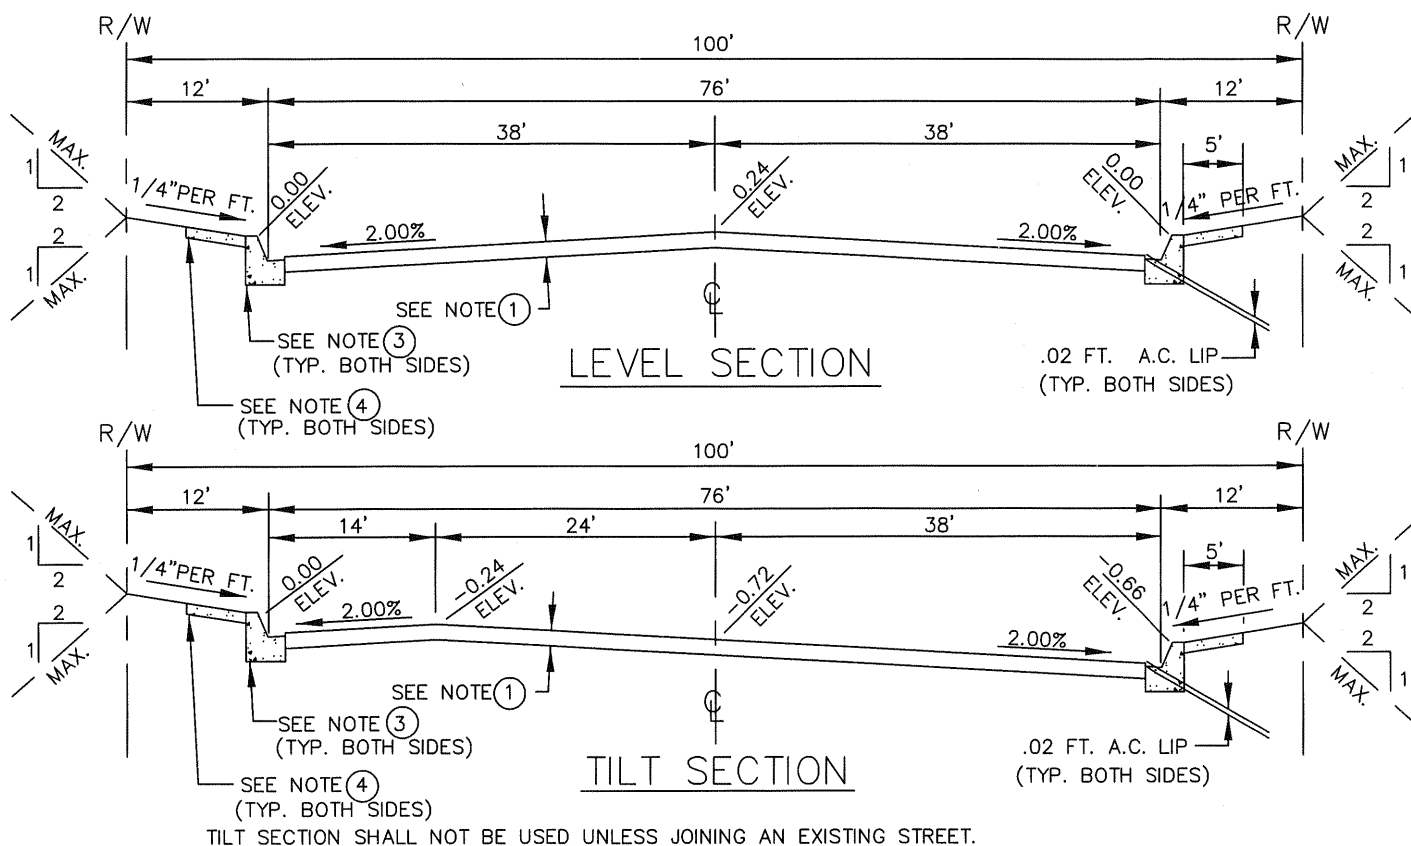 R/W
R/W
100'
12'
76'
12'
38'
38'
5'
MAX.
1
2
2
1
MAX.
1/4" PER FT.
0.00
ELEV.
0.24
ELEV.
0.00
ELEV.
1/4" PER FT.
MAX.
1
2
2
1
MAX.
2.00%
2.00%
SEE NOTE 1
℄
SEE NOTE 3
(TYP. BOTH SIDES)
LEVEL SECTION
.02 FT. A.C. LIP
(TYP. BOTH SIDES)
SEE NOTE 4
(TYP. BOTH SIDES)
R/W
R/W
100'
12'
76'
12'
14'
24'
38'
5'
MAX.
1
2
2
1
MAX.
1/4" PER FT.
0.00
ELEV.
-0.24
ELEV.
-0.72
ELEV.
-0.66
ELEV.
1/4" PER FT.
MAX.
1
2
2
1
MAX.
2.00%
2.00%
SEE NOTE 1
℄
SEE NOTE 3
(TYP. BOTH SIDES)
.02 FT. A.C. LIP
(TYP. BOTH SIDES)
TILT SECTION
SEE NOTE 4
(TYP. BOTH SIDES)
TILT SECTION SHALL NOT BE USED UNLESS JOINING AN EXISTING STREET.